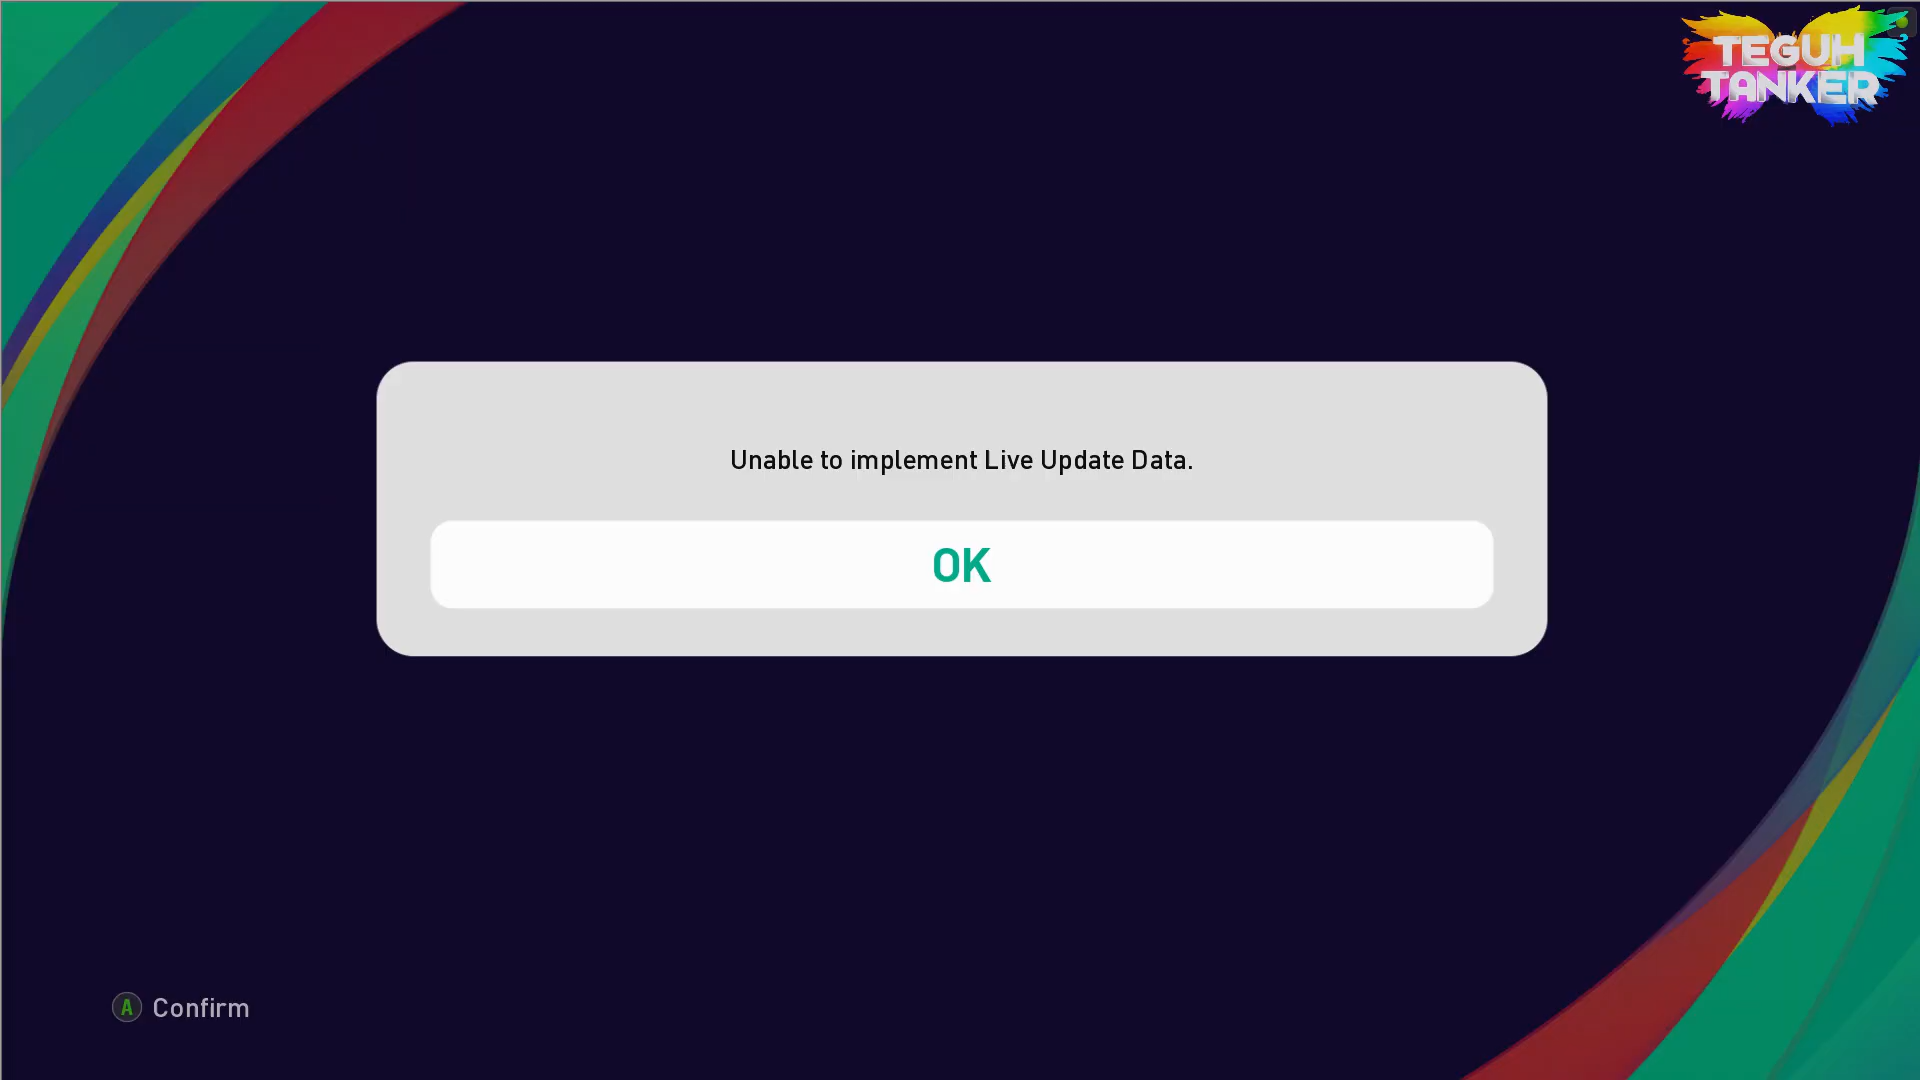 TEGUH
TANKER
Unable to implement Live Update Data.
OK
A Confirm